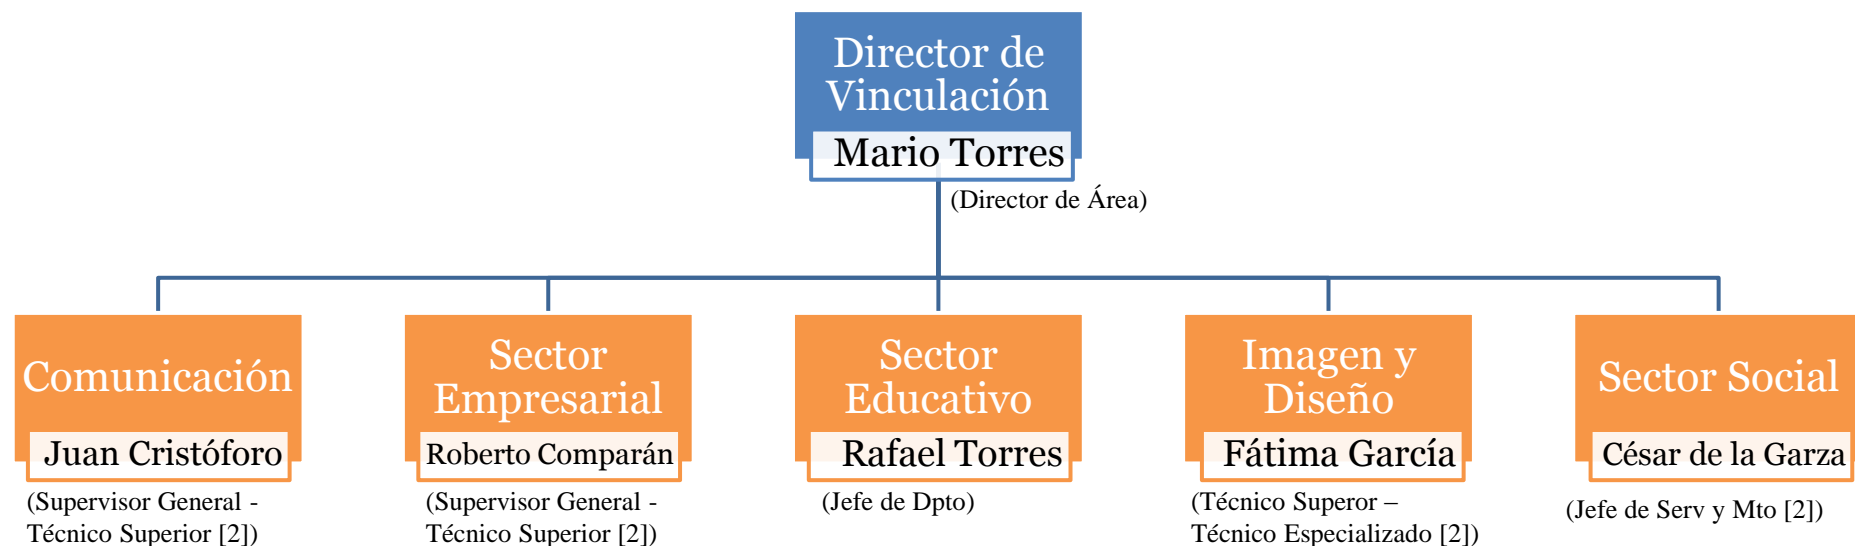 Director de
Vinculación
Mario Torres
(Director de Área)
Comunicación
Juan Cristóforo
(Supervisor General -
Técnico Superior [2])
Sector
Empresarial
Roberto Comparán
(Supervisor General -
Técnico Superior [2])
Sector
Educativo
Rafael Torres
(Jefe de Dpto)
Imagen y
Diseño
Fátima García
(Técnico Superor –
Técnico Especializado [2])
Sector Social
César de la Garza
(Jefe de Serv y Mto [2])